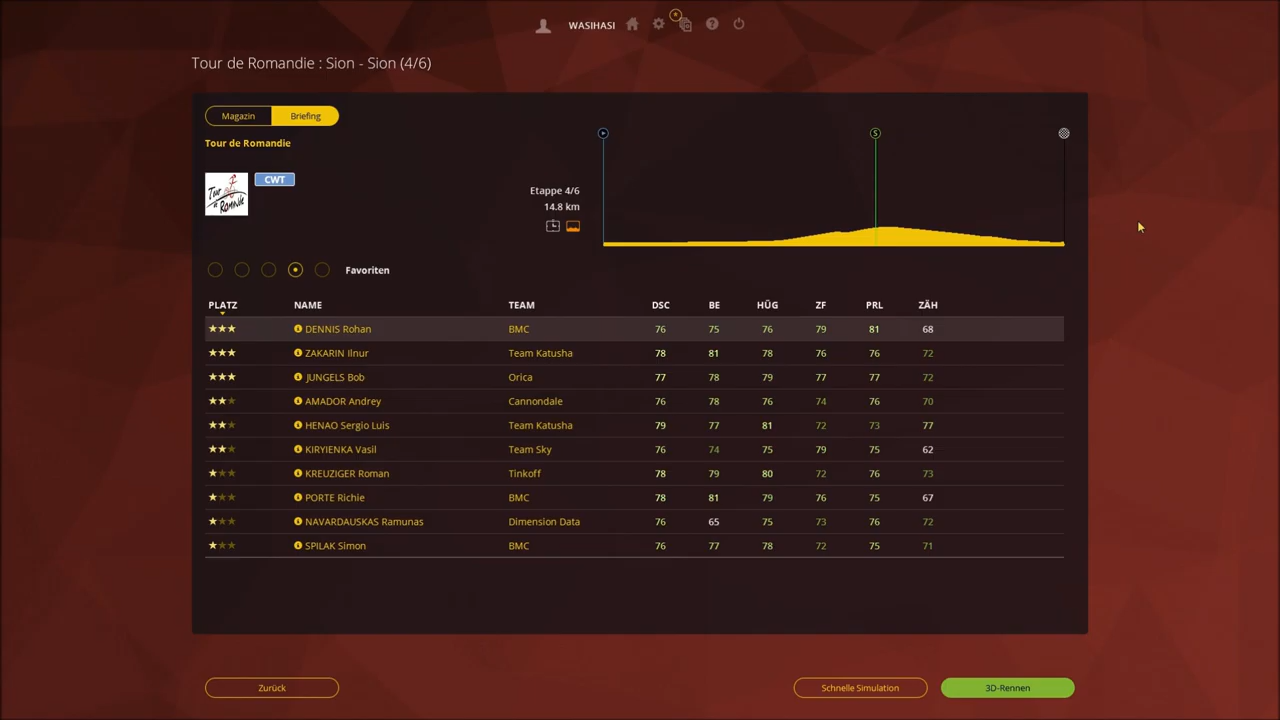 WASIHASI
Tour de Romandie : Sion - Sion (4/6)
Magazin Briefing
Tour de Romandie
Tour de Romandie CWT
Etappe 4/6
14.8 km
S
Favoriten
PLATZ NAME TEAM DSC BE HÜG ZF PRL ZÄH
DENNIS Rohan BMC 76 75 76 79 81 68
ZAKARIN Ilnur Team Katusha 78 81 78 76 76 72
JUNGELS Bob Orica 77 78 79 77 77 72
AMADOR Andrey Cannondale 76 78 76 74 76 70
HENAO Sergio Luis Team Katusha 79 77 81 72 73 77
KIRYIENKA Vasil Team Sky 76 74 75 79 75 62
KREUZIGER Roman Tinkoff 78 79 80 72 76 73
PORTE Richie BMC 78 81 79 76 75 67
NAVARDAUSKAS Ramunas Dimension Data 76 65 75 73 76 72
SPILAK Simon BMC 76 77 78 72 75 71
Zurück Schnelle Simulation 3D-Rennen